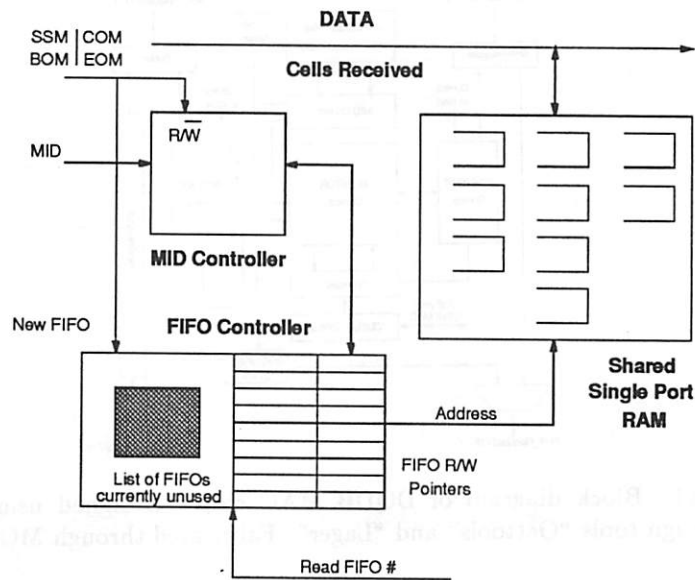 DATA
SSM | COM
BOM | EOM
Cells Received
R/W̅
MID
MID Controller
New FIFO
FIFO Controller
Shared
Single Port
RAM
Address
List of FIFOs
currently unused
FIFO R/W
Pointers
Read FIFO #